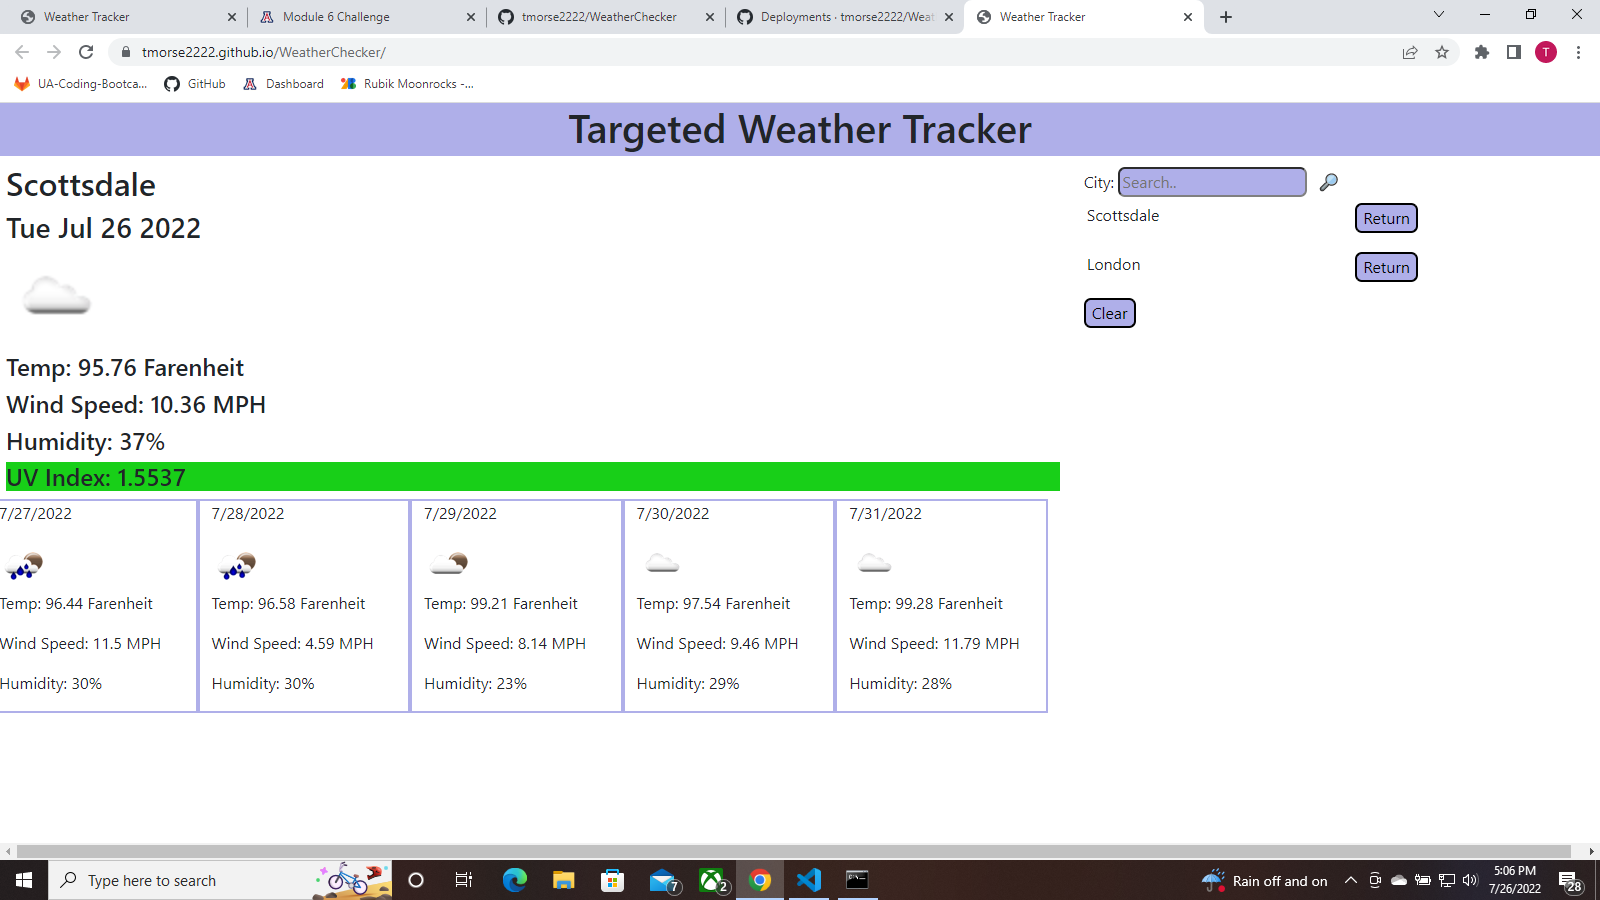 Weather Tracker
Module 6 Challenge
tmorse2222/WeatherChecker
Deployments · tmorse2222/Weat
Weather Tracker
tmorse2222.github.io/WeatherChecker/
T
UA-Coding-Bootca...
GitHub
Dashboard
Rubik Moonrocks -...
Targeted Weather Tracker
Scottsdale
Tue Jul 26 2022
Temp: 95.76 Farenheit
Wind Speed: 10.36 MPH
Humidity: 37%
UV Index: 1.5537
City: Search..
Scottsdale Return
London Return
Clear
7/27/2022
Temp: 96.44 Farenheit
Wind Speed: 11.5 MPH
Humidity: 30%
7/28/2022
Temp: 96.58 Farenheit
Wind Speed: 4.59 MPH
Humidity: 30%
7/29/2022
Temp: 99.21 Farenheit
Wind Speed: 8.14 MPH
Humidity: 23%
7/30/2022
Temp: 97.54 Farenheit
Wind Speed: 9.46 MPH
Humidity: 29%
7/31/2022
Temp: 99.28 Farenheit
Wind Speed: 11.79 MPH
Humidity: 28%
Type here to search
7
2
Rain off and on
5:06 PM
7/26/2022
28